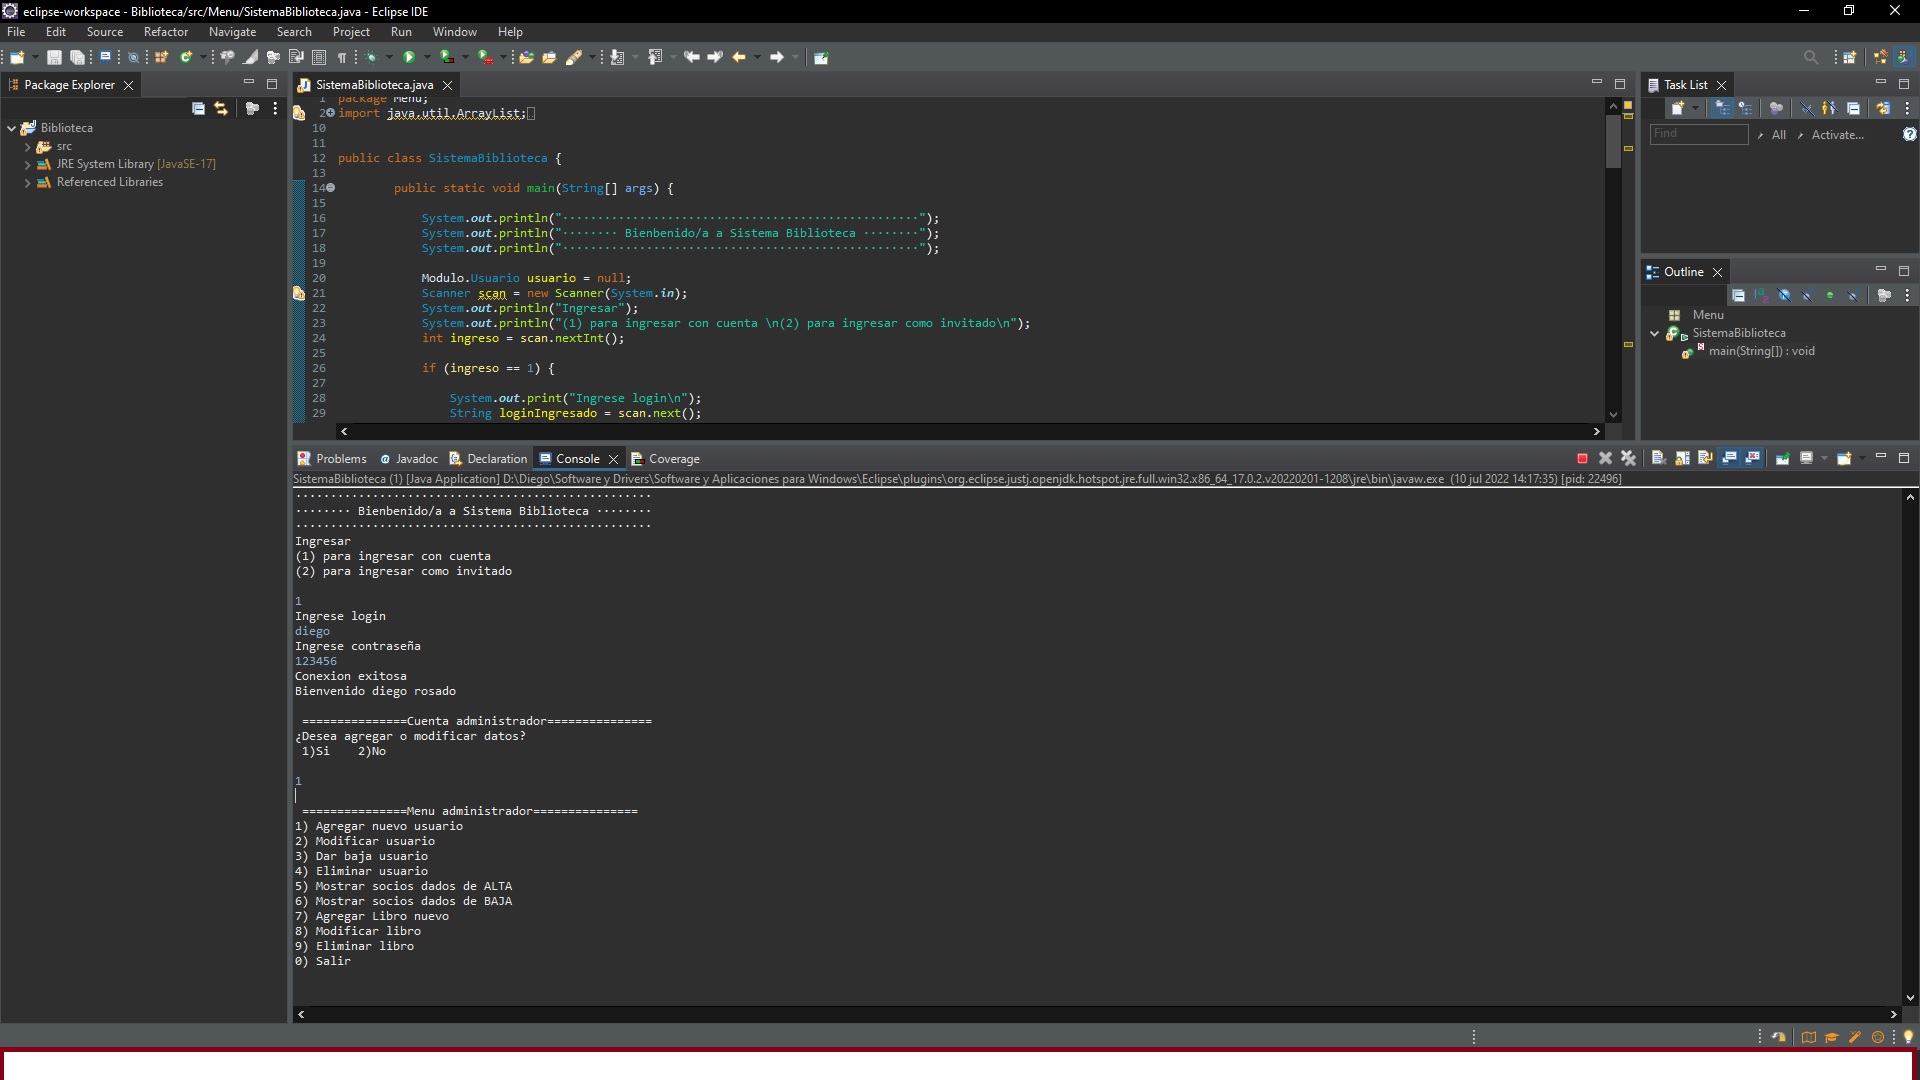 eclipse-workspace - Biblioteca/src/Menu/SistemaBiblioteca.java - Eclipse IDE
File Edit Source Refactor Navigate Search Project Run Window Help
Package Explorer
Biblioteca
src
JRE System Library [JavaSE-17]
Referenced Libraries
SistemaBiblioteca.java
1 package Menu;
2 import java.util.ArrayList;
10
11
12 public class SistemaBiblioteca {
13
14 public static void main(String[] args) {
15
16 System.out.println("···················································");
17 System.out.println("········ Bienbenido/a a Sistema Biblioteca ········");
18 System.out.println("···················································");
19
20 Modulo.Usuario usuario = null;
21 Scanner scan = new Scanner(System.in);
22 System.out.println("Ingresar");
23 System.out.println("(1) para ingresar con cuenta \n(2) para ingresar como invitado\n");
24 int ingreso = scan.nextInt();
25
26 if (ingreso == 1) {
27
28 System.out.print("Ingrese login\n");
29 String loginIngresado = scan.next();
Task List
Find
All
Activate...
Outline
Menu
SistemaBiblioteca
main(String[]) : void
Problems Javadoc Declaration Console Coverage
SistemaBiblioteca (1) [Java Application] D:\Diego\Software y Drivers\Software y Aplicaciones para Windows\Eclipse\plugins\org.eclipse.justj.openjdk.hotspot.jre.full.win32.x86_64_17.0.2.v20220201-1208\jre\bin\javaw.exe (10 jul 2022 14:17:35) [pid: 22496]
···················································
········ Bienbenido/a a Sistema Biblioteca ········
···················································
Ingresar
(1) para ingresar con cuenta
(2) para ingresar como invitado
1
Ingrese login
diego
Ingrese contraseña
123456
Conexion exitosa
Bienvenido diego rosado
===============Cuenta administrador===============
¿Desea agregar o modificar datos?
1)Si 2)No
1
===============Menu administrador===============
1) Agregar nuevo usuario
2) Modificar usuario
3) Dar baja usuario
4) Eliminar usuario
5) Mostrar socios dados de ALTA
6) Mostrar socios dados de BAJA
7) Agregar Libro nuevo
8) Modificar libro
9) Eliminar libro
0) Salir